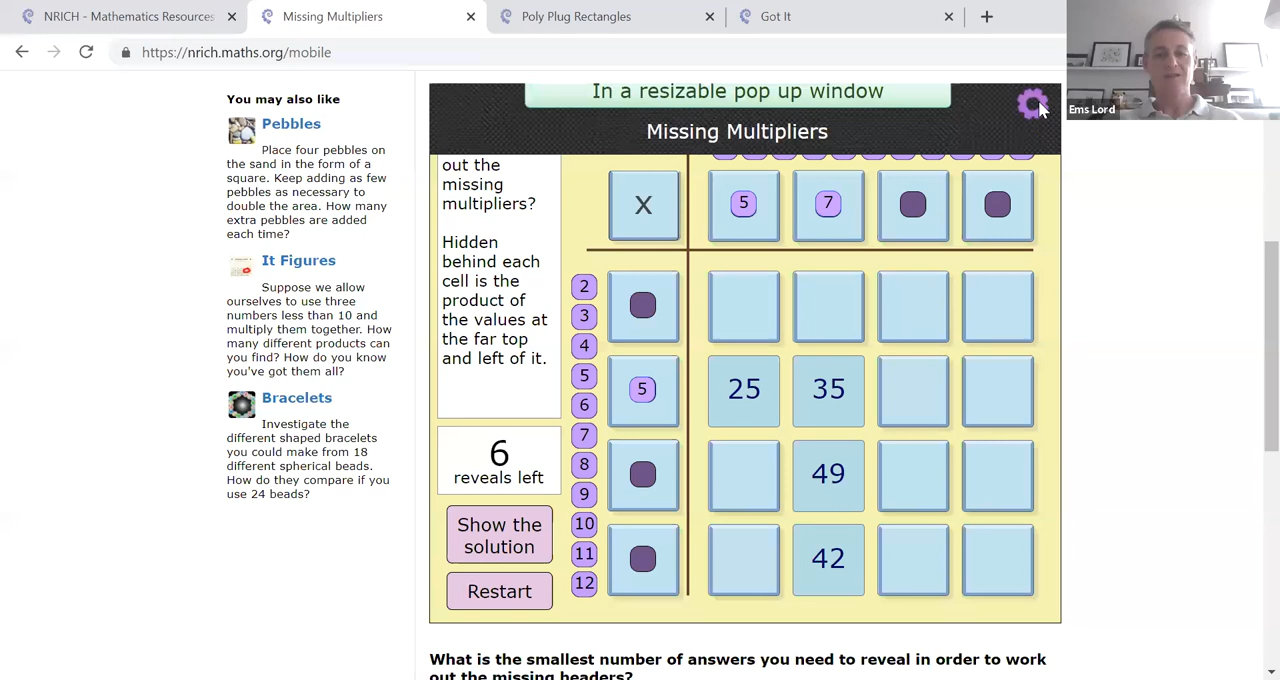 NRICH - Mathematics Resources
Missing Multipliers
Poly Plug Rectangles
Got It
https://nrich.maths.org/mobile
Ems Lord
You may also like
Pebbles
Place four pebbles on
the sand in the form of a
square. Keep adding as few
pebbles as necessary to
double the area. How many
extra pebbles are added
each time?
It Figures
Suppose we allow
ourselves to use three
numbers less than 10 and
multiply them together. How
many different products can
you find? How do you know
you've got them all?
Bracelets
Investigate the
different shaped bracelets
you could make from 18
different spherical beads.
How do they compare if you
use 24 beads?
In a resizable pop up window
Missing Multipliers
out the
missing
multipliers?
Hidden
behind each
cell is the
product of
the values at
the far top
and left of it.
6
reveals left
Show the
solution
Restart
X 5 7
2
3
4
5
6
7
8
9
10
11
12
5 25 35
49
42
What is the smallest number of answers you need to reveal in order to work
out the missing headers?